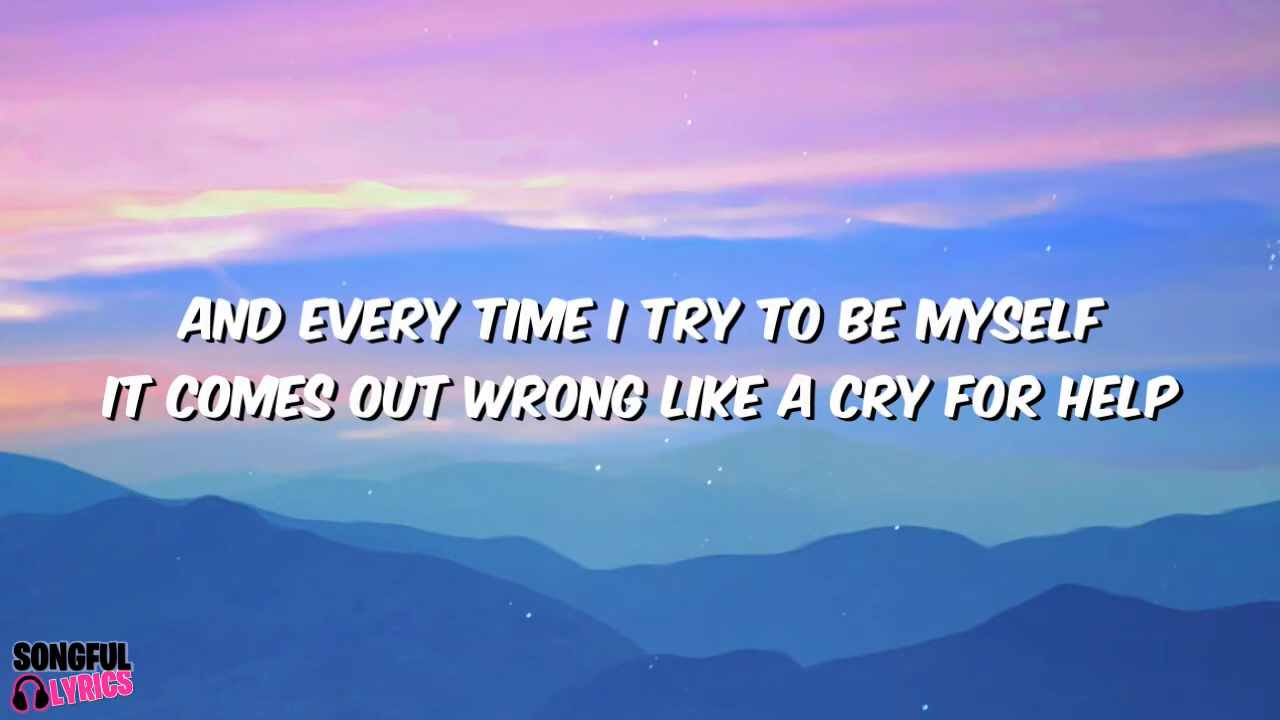 AND EVERY TIME I TRY TO BE MYSELF
IT COMES OUT WRONG LIKE A CRY FOR HELP
SONGFUL
LYRICS